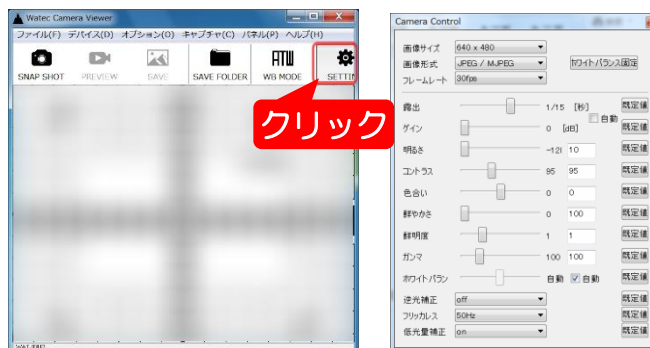 Watec Camera Viewer
ファイル(F) デバイス(D) オプション(O) キャプチャ(C) パネル(P) ヘルプ(H)
ATW
SNAP SHOT PREVIEW SAVE SAVE FOLDER WB MODE SETTIN
クリック
Camera Control
画像サイズ 640 x 480
画像形式 JPEG / MJPEG ホワイトバランス固定
フレームレート 30fps
露出 1/15 [秒] 既定値
自動
ゲイン 0 [dB] 既定値
明るさ -121 10 既定値
コントラス 95 95 既定値
色合い 0 0 既定値
鮮やかさ 0 100 既定値
鮮明度 1 1 既定値
ガンマ 100 100 既定値
ホワイトバラン 自動 自動 既定値
逆光補正 off 既定値
フリッカレス 50Hz 既定値
低光量補正 on 既定値